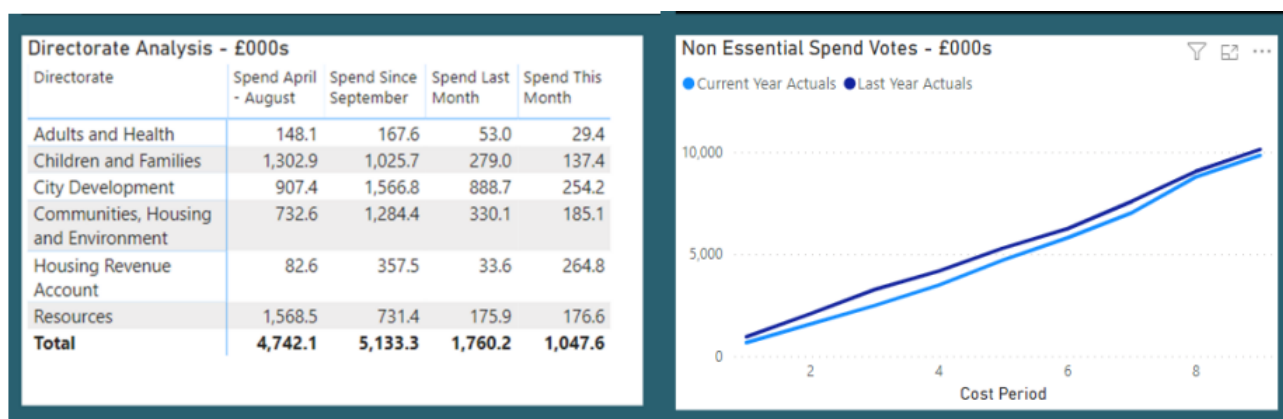 Directorate Analysis - £000s
Directorate Spend April - August Spend Since September Spend Last Month Spend This Month
Adults and Health 148.1 167.6 53.0 29.4
Children and Families 1,302.9 1,025.7 279.0 137.4
City Development 907.4 1,566.8 888.7 254.2
Communities, Housing and Environment 732.6 1,284.4 330.1 185.1
Housing Revenue Account 82.6 357.5 33.6 264.8
Resources 1,568.5 731.4 175.9 176.6
Total 4,742.1 5,133.3 1,760.2 1,047.6
Non Essential Spend Votes - £000s
Current Year Actuals Last Year Actuals
10,000
5,000
0
2 4 6 8
Cost Period